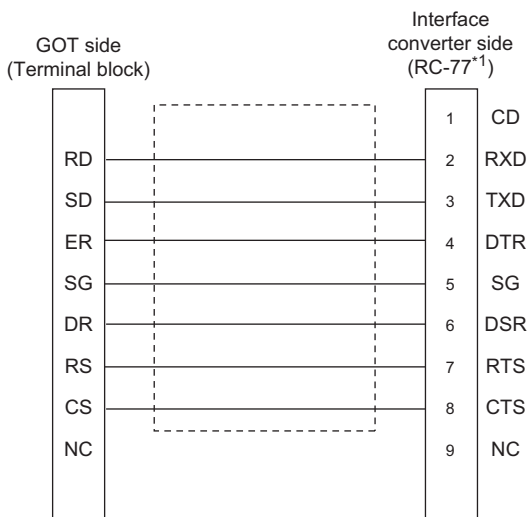 GOT side
(Terminal block)
Interface
converter side
(RC-77*1)
1 CD
RD 2 RXD
SD 3 TXD
ER 4 DTR
SG 5 SG
DR 6 DSR
RS 7 RTS
CS 8 CTS
NC 9 NC